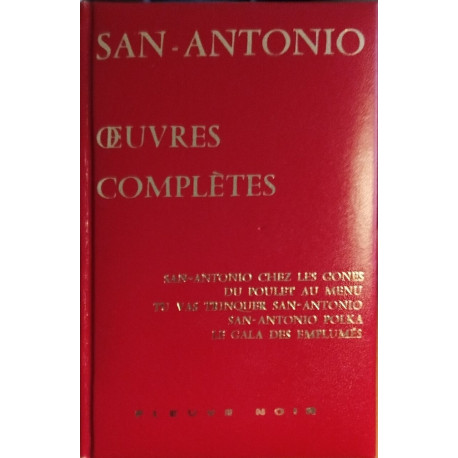 SAN-ANTONIO
ŒUVRES
COMPLÈTES
SAN-ANTONIO CHEZ LES GONES
DU POULET AU MENU
TU VAS TRINQUER SAN-ANTONIO
SAN-ANTONIO POLKA
LE GALA DES EMPLUMÉS
FLEUVE NOIR